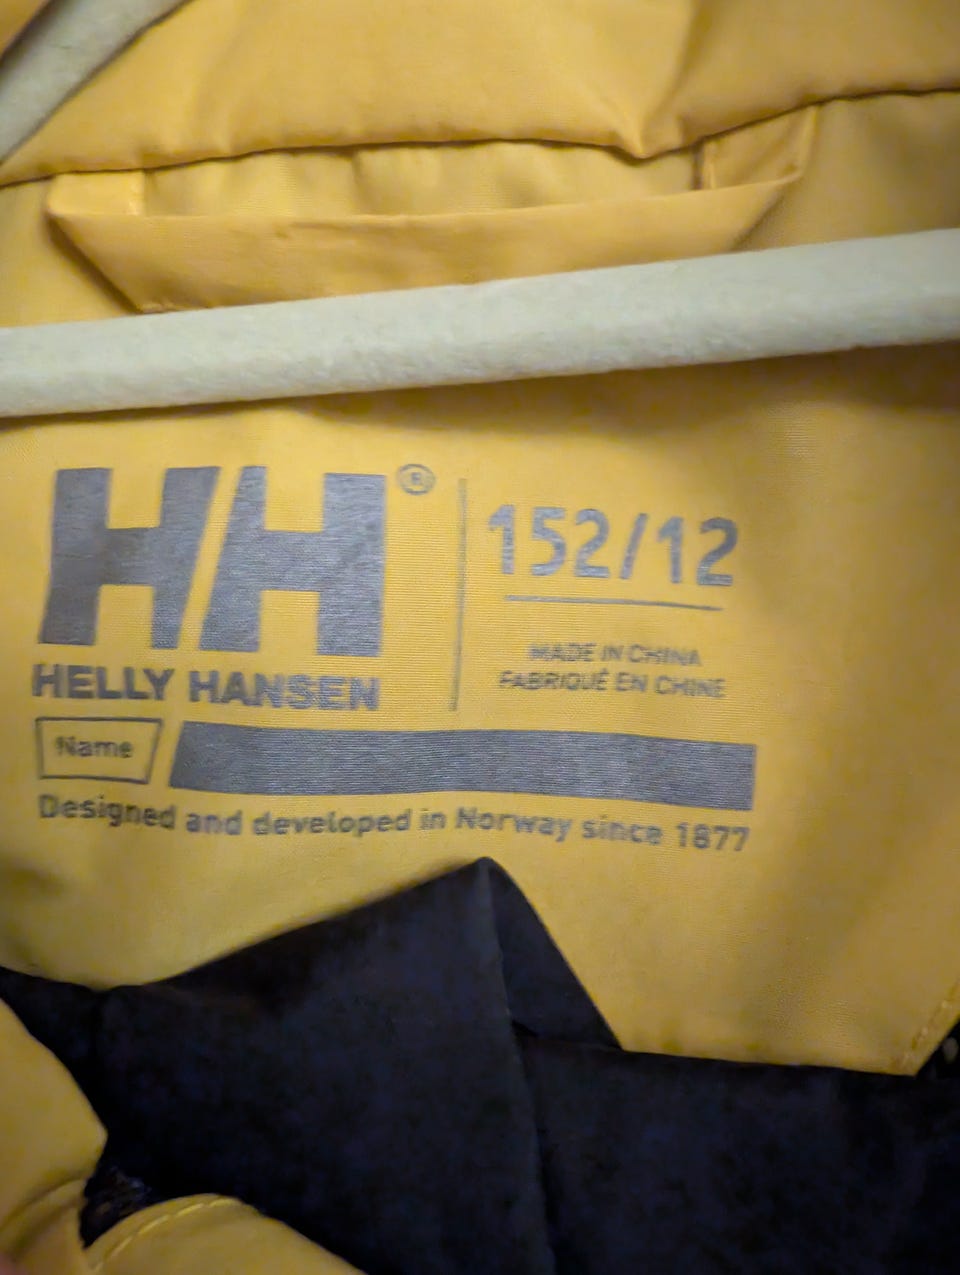 HH®
HELLY HANSEN
152/12
MADE IN CHINA
FABRIQUÉ EN CHINE
Name
Designed and developed in Norway since 1877